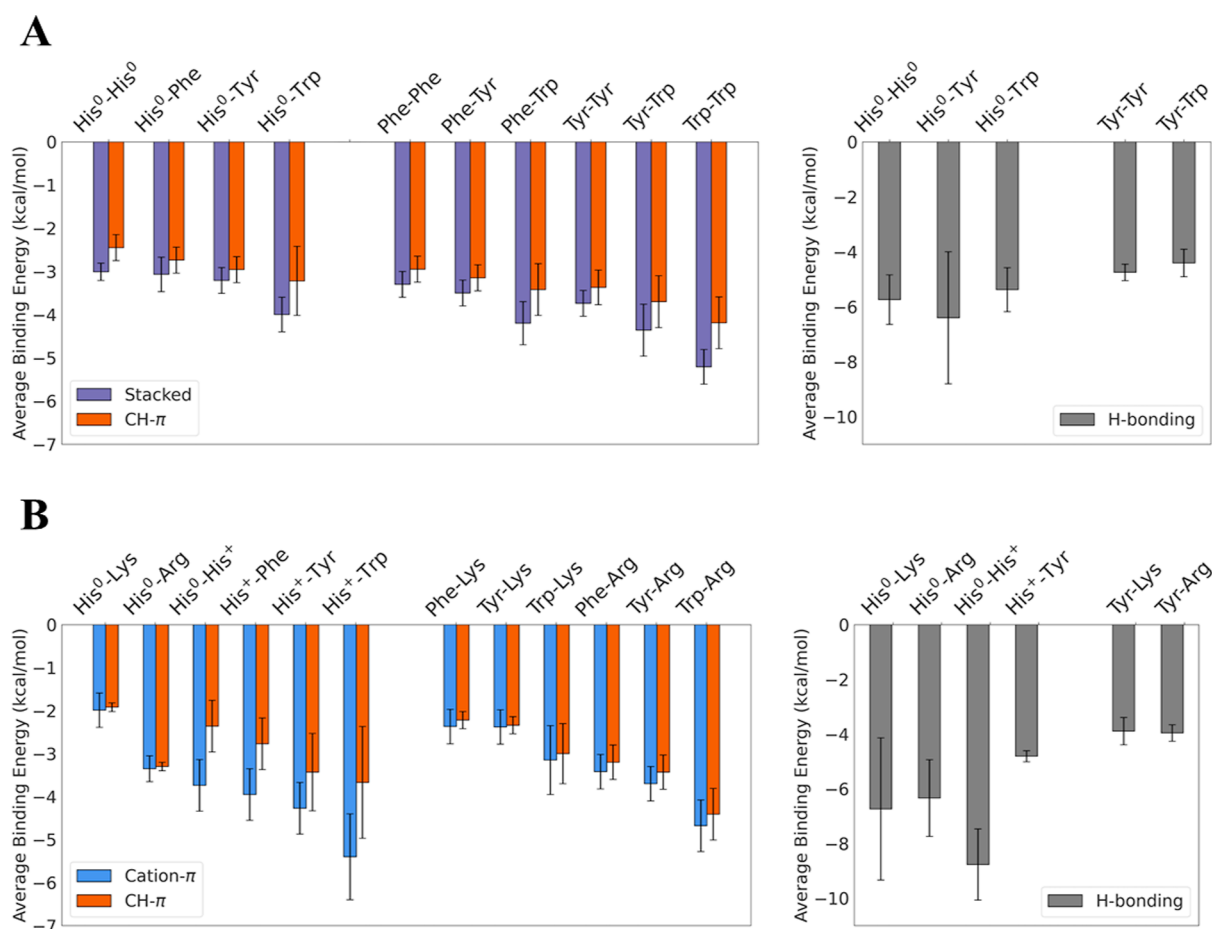 A
His⁰-His⁰
His⁰-Phe
His⁰-Tyr
His⁰-Trp
Phe-Phe
Phe-Tyr
Phe-Trp
Tyr-Tyr
Tyr-Trp
Trp-Trp
Average Binding Energy (kcal/mol)
0
−1
−2
−3
−4
−5
−6
−7
Stacked
CH-π
His⁰-His⁰
His⁰-Tyr
His⁰-Trp
Tyr-Tyr
Tyr-Trp
Average Binding Energy (kcal/mol)
0
−2
−4
−6
−8
−10
H-bonding
B
His⁰-Lys
His⁰-Arg
His⁰-His⁺
His⁺-Phe
His⁺-Tyr
His⁺-Trp
Phe-Lys
Tyr-Lys
Trp-Lys
Phe-Arg
Tyr-Arg
Trp-Arg
Average Binding Energy (kcal/mol)
0
−1
−2
−3
−4
−5
−6
−7
Cation-π
CH-π
His⁰-Lys
His⁰-Arg
His⁰-His⁺
His⁺-Tyr
Tyr-Lys
Tyr-Arg
Average Binding Energy (kcal/mol)
0
−2
−4
−6
−8
−10
H-bonding